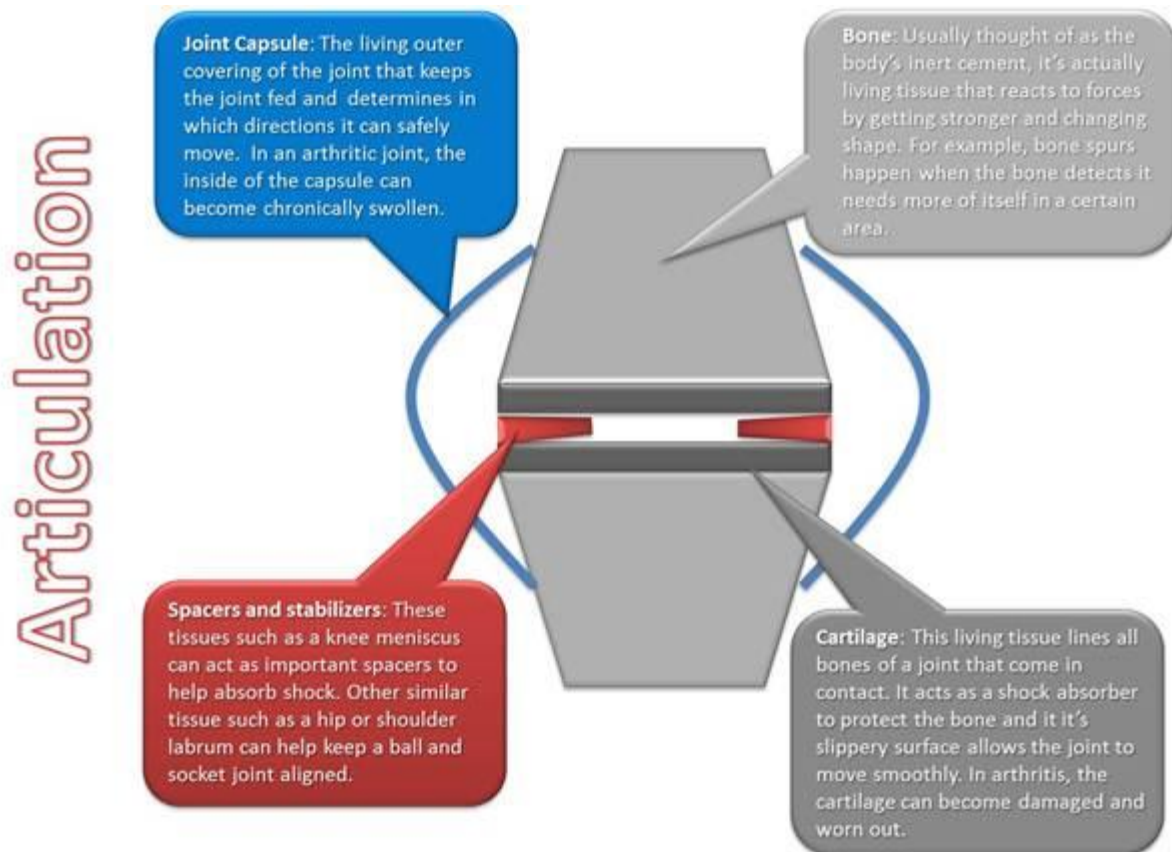 Articulation
Joint Capsule: The living outer
covering of the joint that keeps
the joint fed and determines in
which directions it can safely
move. In an arthritic joint, the
inside of the capsule can
become chronically swollen.
Bone: Usually thought of as the
body's inert cement, it's actually
living tissue that reacts to forces
by getting stronger and changing
shape. For example, bone spurs
happen when the bone detects it
needs more of itself in a certain
area.
Spacers and stabilizers: These
tissues such as a knee meniscus
can act as important spacers to
help absorb shock. Other similar
tissue such as a hip or shoulder
labrum can help keep a ball and
socket joint aligned.
Cartilage: This living tissue lines all
bones of a joint that come in
contact. It acts as a shock absorber
to protect the bone and it it's
slippery surface allows the joint to
move smoothly. In arthritis, the
cartilage can become damaged and
worn out.